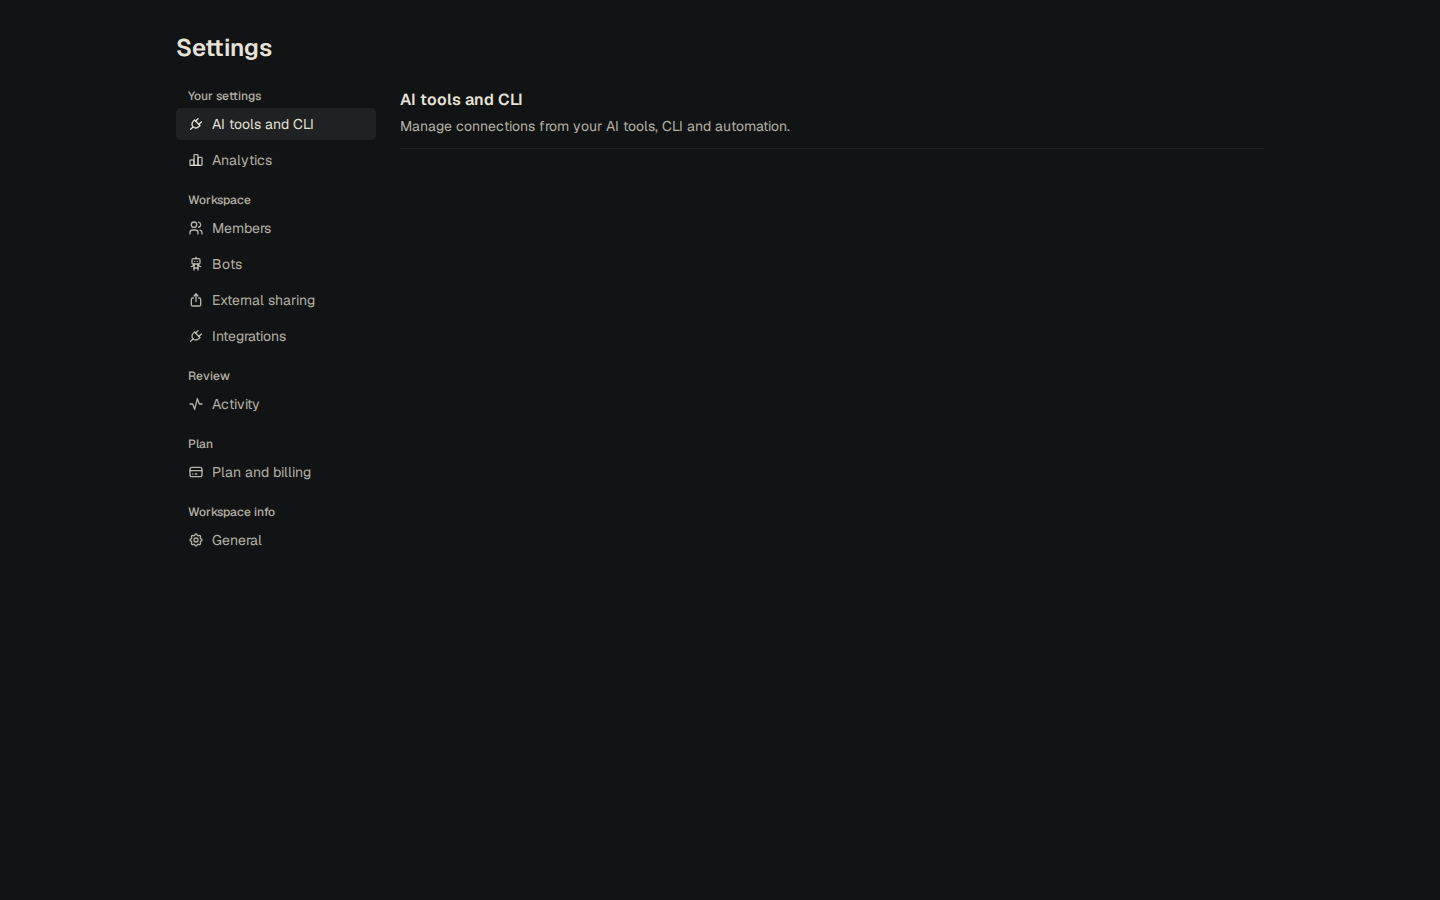 Settings
Your settings
AI tools and CLI
Analytics
Workspace
Members
Bots
External sharing
Integrations
Review
Activity
Plan
Plan and billing
Workspace info
General
AI tools and CLI
Manage connections from your AI tools, CLI and automation.